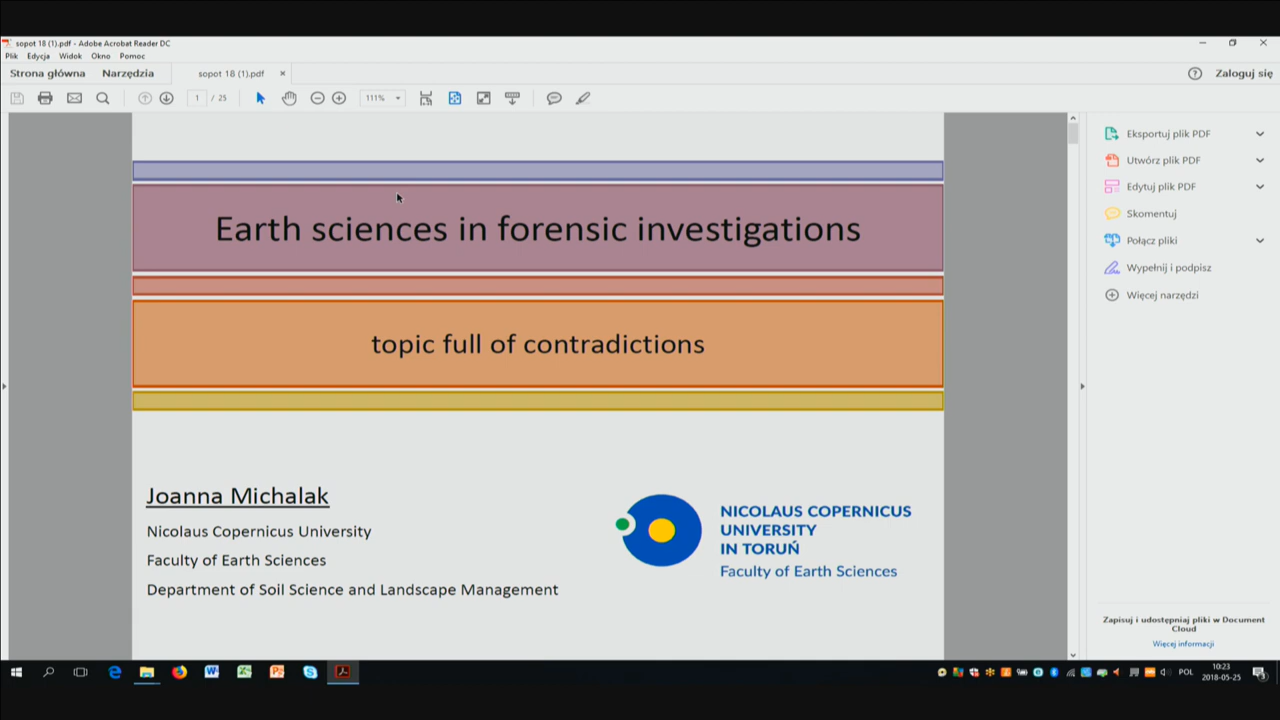 sopot 18 (1).pdf - Adobe Acrobat Reader DC
Plik Edycja Widok Okno Pomoc
Strona główna Narzędzia sopot 18 (1).pdf × Zaloguj się
1 / 25 111%
Earth sciences in forensic investigations
topic full of contradictions
Joanna Michalak
Nicolaus Copernicus University
Faculty of Earth Sciences
Department of Soil Science and Landscape Management
NICOLAUS COPERNICUS
UNIVERSITY
IN TORUŃ
Faculty of Earth Sciences
Eksportuj plik PDF
Utwórz plik PDF
Edytuj plik PDF
Skomentuj
Połącz pliki
Wypełnij i podpisz
Więcej narzędzi
Zapisuj i udostępniaj pliki w Document
Cloud
Więcej informacji
POL
10:23
2018-05-25